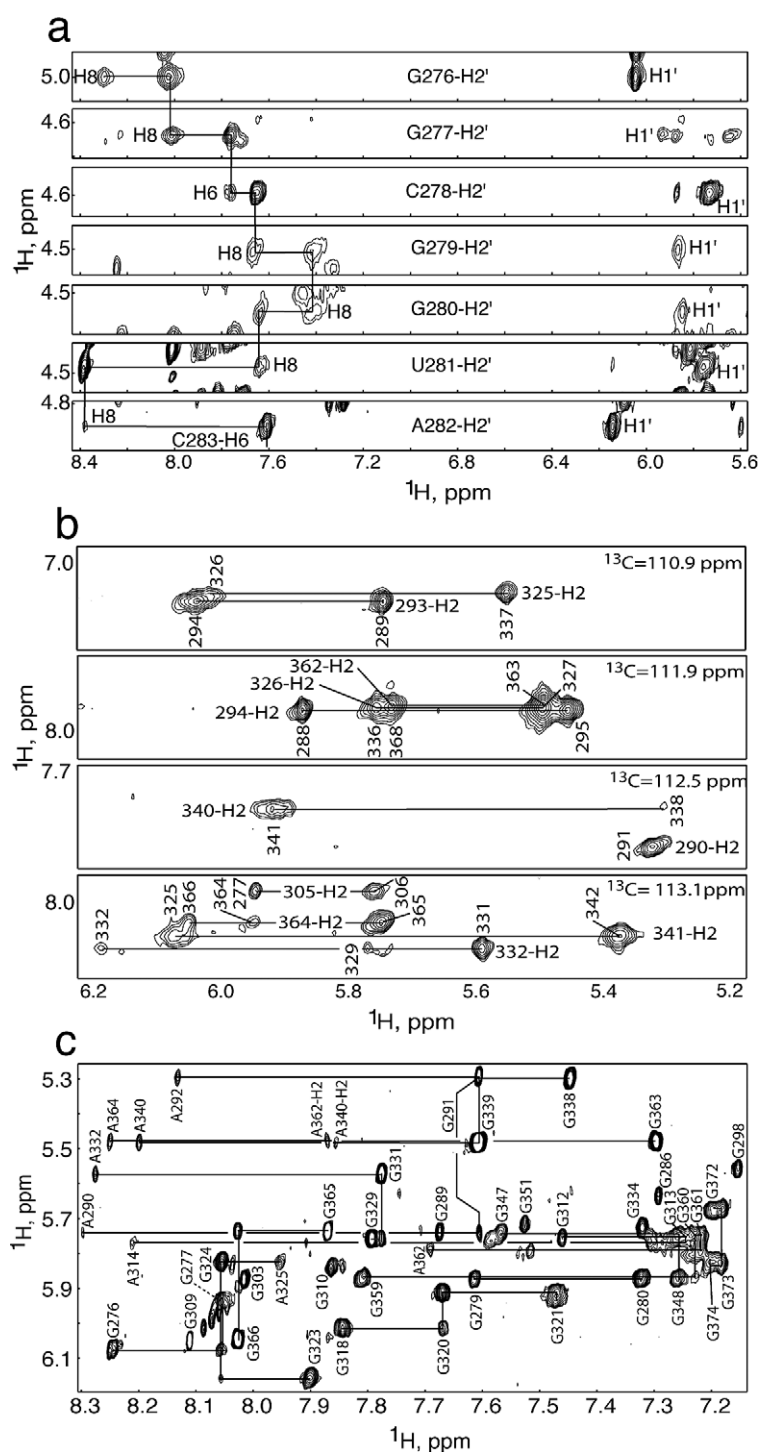 a
5.0
H8
G276-H2'
H1'
4.6
H8
G277-H2'
H1'
4.6
H6
C278-H2'
H1'
4.5
H8
G279-H2'
H1'
4.5
H8
G280-H2'
H1'
4.5
H8
U281-H2'
H1'
4.8
H8
C283-H6
A282-H2'
H1'
¹H, ppm
8.4 8.0 7.6 7.2 6.8 6.4 6.0 5.6
¹H, ppm
b
7.0
¹³C=110.9 ppm
326
294
289
293-H2
337
325-H2
¹³C=111.9 ppm
362-H2
326-H2
294-H2
363
327
288
336
368
295
8.0
7.7
¹³C=112.5 ppm
340-H2
341
338
291
290-H2
8.0
¹³C= 113.1ppm
332
325
366
364
277
305-H2
306
364-H2
365
329
331
332-H2
342
341-H2
¹H, ppm
6.2 6.0 5.8 5.6 5.4 5.2
¹H, ppm
c
5.3
5.5
5.7
5.9
6.1
A292
G291
G339
G338
A364
A340
A362-H2
A340-H2
G363
A332
G331
G298
A290
G365
G329
G289
G347
G351
G312
G334
G286
G313
G360
G361
G372
A314
A362
G277
G324
G303
A325
G310
G359
G279
G280
G348
G374
G373
G276
G309
G366
G323
G318
G320
G321
8.3 8.2 8.1 8.0 7.9 7.8 7.7 7.6 7.5 7.4 7.3 7.2
¹H, ppm
¹H, ppm